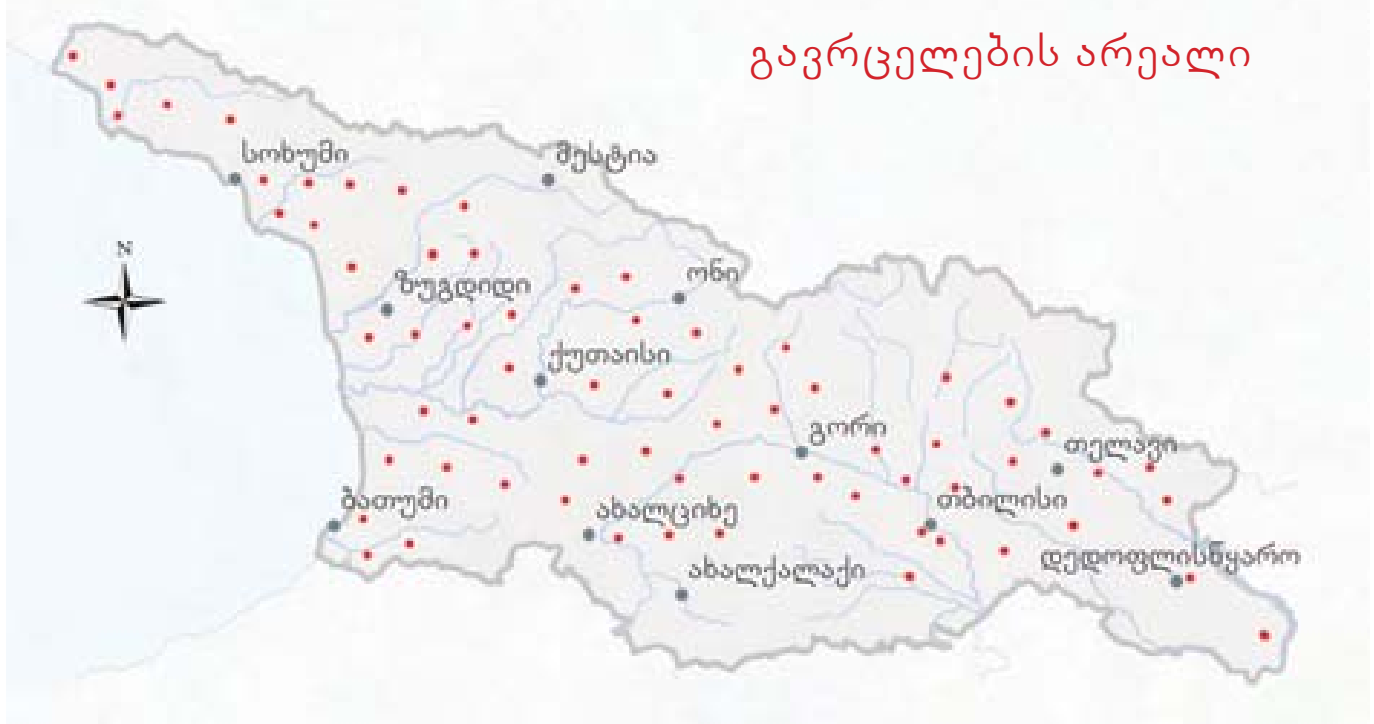 გავრცელების არეალი
სოხუმი
მესტია
N
ზუგდიდი
ონი
ქუთაისი
გორი
თელავი
ბათუმი
ახალციხე
თბილისი
ახალქალაქი
დედოფლისწყარო